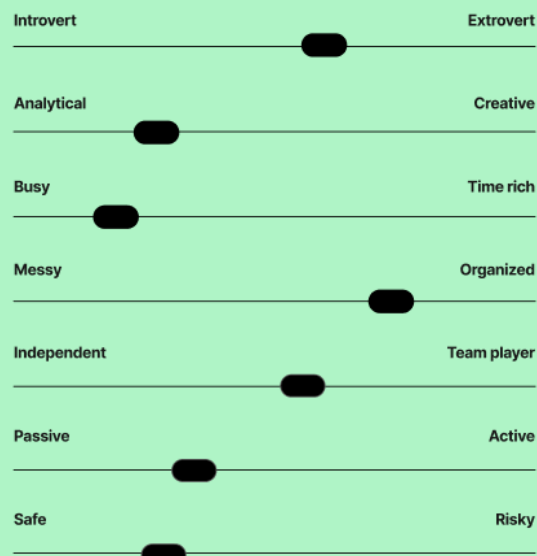 Introvert Extrovert
Analytical Creative
Busy Time rich
Messy Organized
Independent Team player
Passive Active
Safe Risky